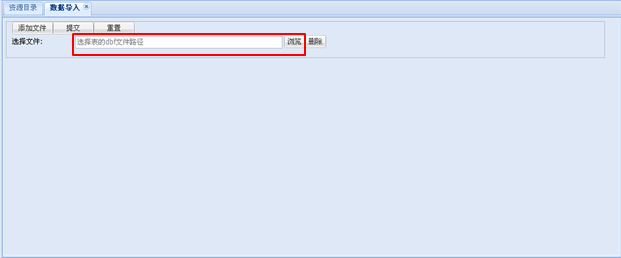 资理目录 数据导入
添加文件 提交 重置
选择文件: 选择表的dbf文件路径 浏览 删除